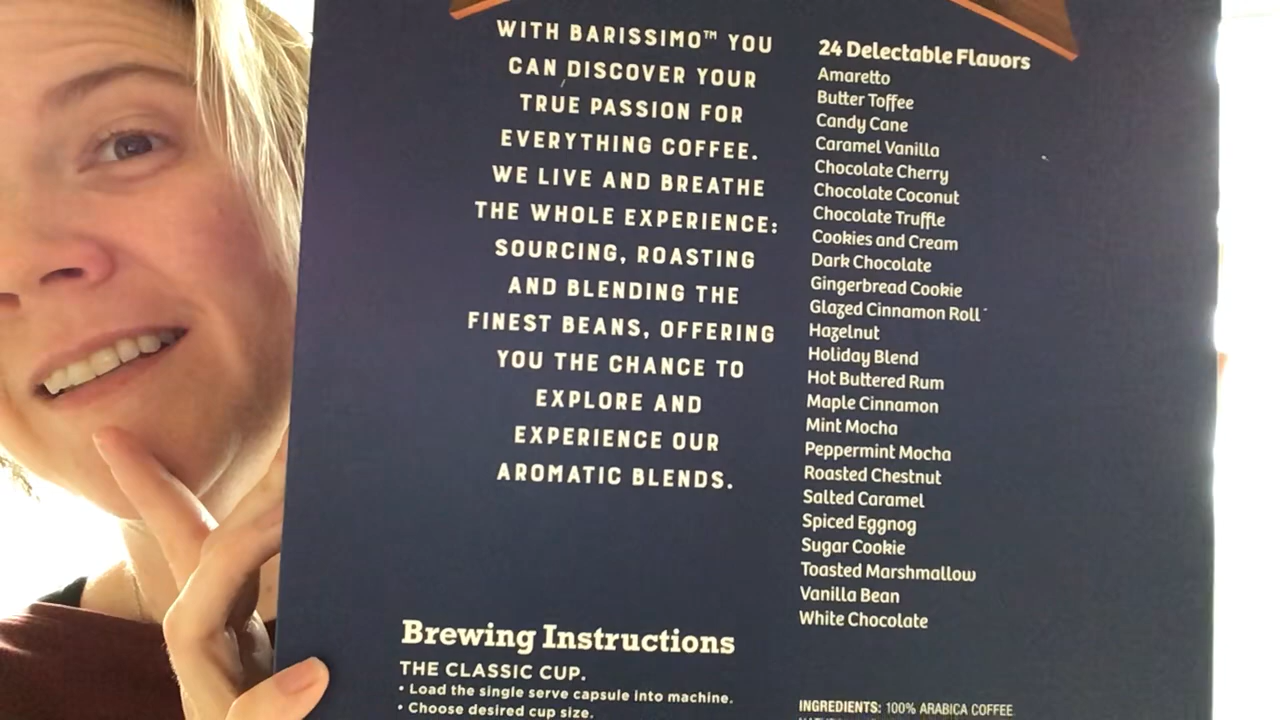 WITH BARISSIMO™ YOU
CAN DISCOVER YOUR
TRUE PASSION FOR
EVERYTHING COFFEE.
WE LIVE AND BREATHE
THE WHOLE EXPERIENCE:
SOURCING, ROASTING
AND BLENDING THE
FINEST BEANS, OFFERING
YOU THE CHANCE TO
EXPLORE AND
EXPERIENCE OUR
AROMATIC BLENDS.
24 Delectable Flavors
Amaretto
Butter Toffee
Candy Cane
Caramel Vanilla
Chocolate Cherry
Chocolate Coconut
Chocolate Truffle
Cookies and Cream
Dark Chocolate
Gingerbread Cookie
Glazed Cinnamon Roll
Hazelnut
Holiday Blend
Hot Buttered Rum
Maple Cinnamon
Mint Mocha
Peppermint Mocha
Roasted Chestnut
Salted Caramel
Spiced Eggnog
Sugar Cookie
Toasted Marshmallow
Vanilla Bean
White Chocolate
Brewing Instructions
THE CLASSIC CUP.
• Load the single serve capsule into machine.
• Choose desired cup size.
INGREDIENTS: 100% ARABICA COFFEE